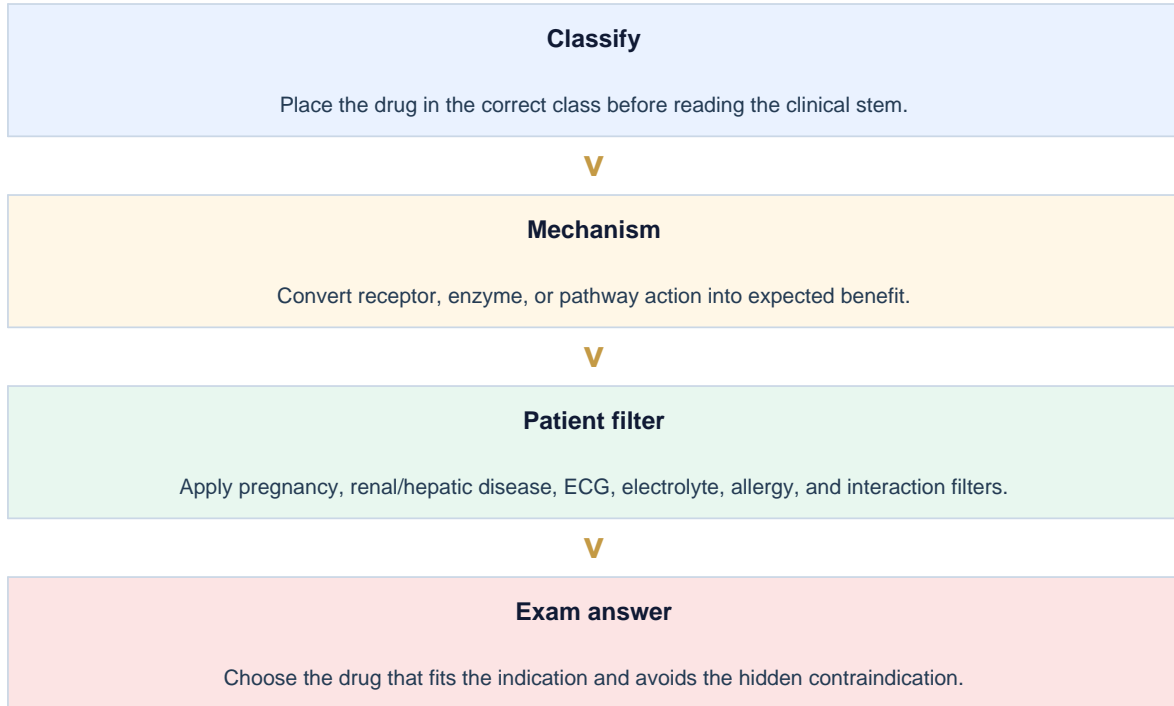 Classify
Place the drug in the correct class before reading the clinical stem.
v
Mechanism
Convert receptor, enzyme, or pathway action into expected benefit.
v
Patient filter
Apply pregnancy, renal/hepatic disease, ECG, electrolyte, allergy, and interaction filters.
v
Exam answer
Choose the drug that fits the indication and avoids the hidden contraindication.